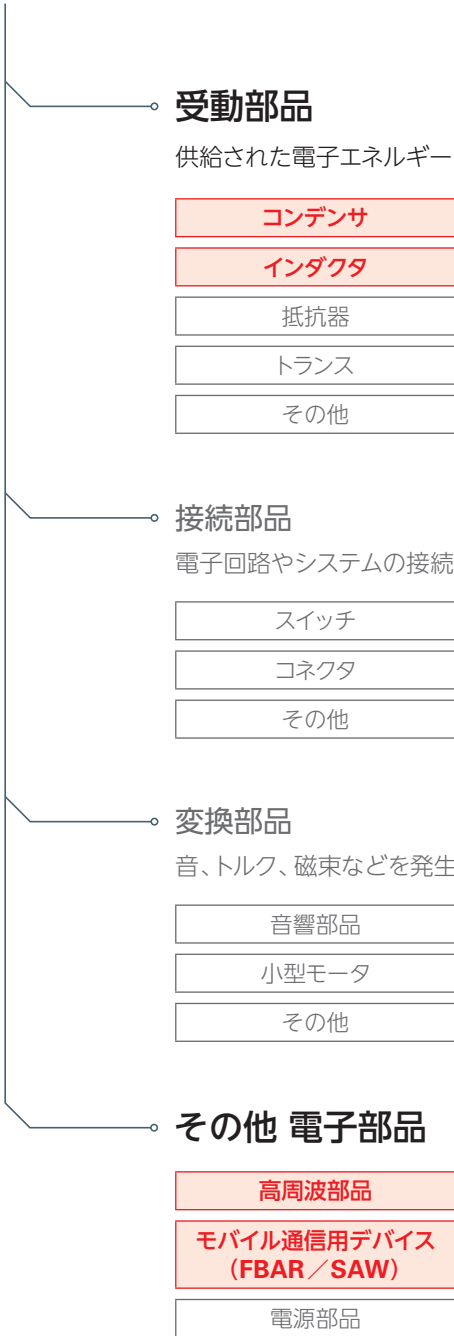 受動部品
供給された電子エネルギー
コンデンサ
インダクタ
抵抗器
トランス
その他
接続部品
電子回路やシステムの接続
スイッチ
コネクタ
その他
変換部品
音、トルク、磁束などを発生
音響部品
小型モータ
その他
その他 電子部品
高周波部品
モバイル通信用デバイス
（FBAR／SAW）
電源部品